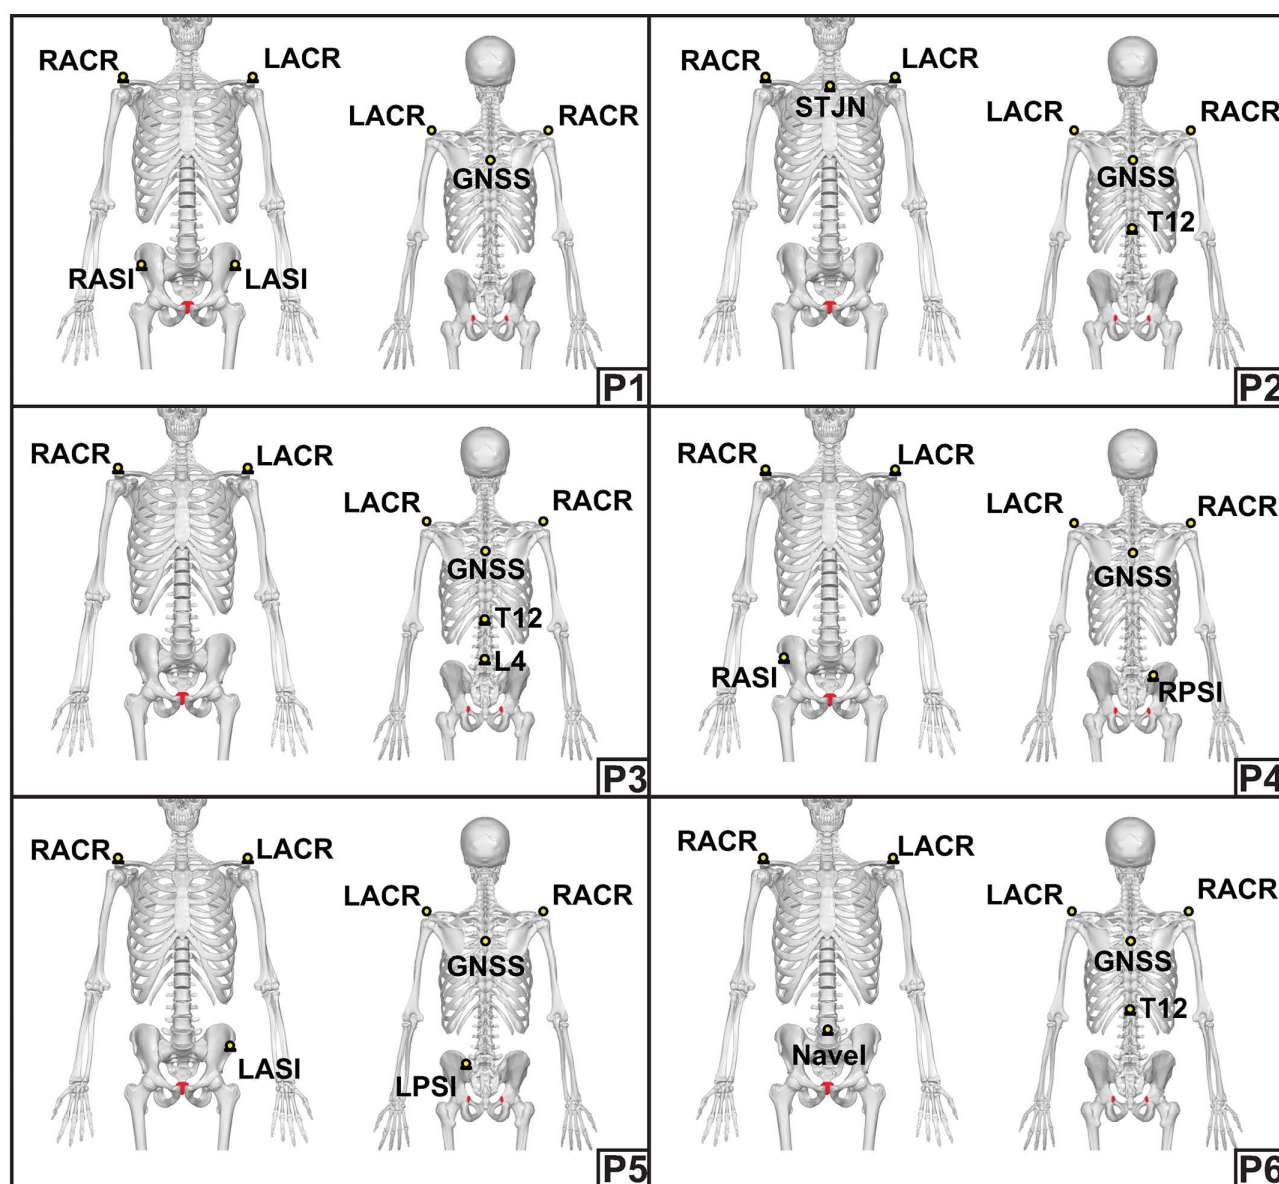 RACR
LACR
LACR
RACR
GNSS
RASI
LASI
P1
RACR
LACR
STJN
LACR
RACR
GNSS
T12
P2
RACR
LACR
LACR
RACR
GNSS
T12
L4
P3
RACR
LACR
LACR
RACR
GNSS
RASI
RPSI
P4
RACR
LACR
LACR
RACR
GNSS
LASI
LPSI
P5
RACR
LACR
LACR
RACR
GNSS
T12
Navel
P6